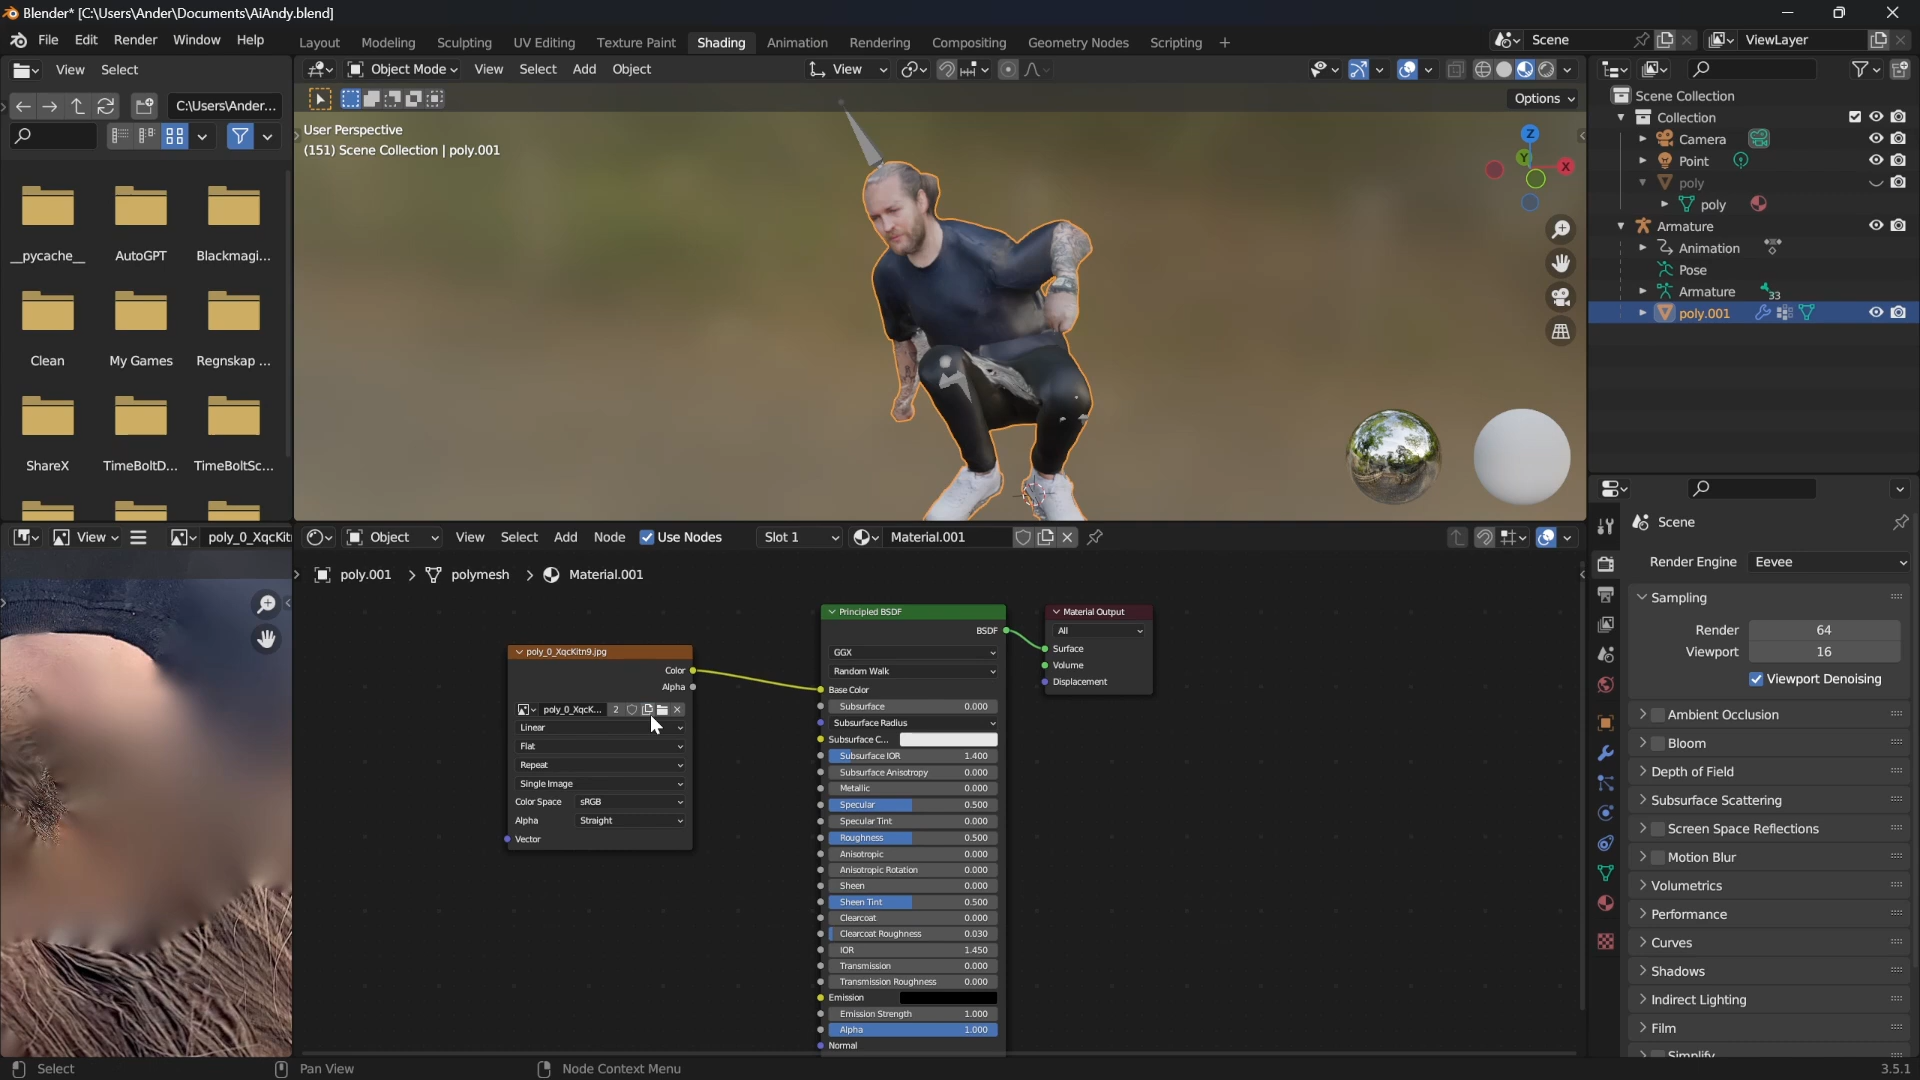 Blender* [C:\Users\Ander\Documents\AiAndy.blend]
File Edit Render Window Help
Layout Modeling Sculpting UV Editing Texture Paint Shading Animation Rendering Compositing Geometry Nodes Scripting +
Scene
ViewLayer
View Select
C:\Users\Ander...
__pycache__ AutoGPT Blackmagi...
Clean My Games Regnskap ...
ShareX TimeBoltD... TimeBoltSc...
Object Mode View Select Add Object
View
Options
User Perspective
(151) Scene Collection | poly.001
Z
Y
X
Scene Collection
Collection
Camera
Point
poly
poly
Armature
Animation
Pose
Armature 33
poly.001
View poly_0_XqcKit
Object View Select Add Node Use Nodes Slot 1 Material.001
poly.001 > polymesh > Material.001
poly_0_XqcKitn9.jpg
Color
Alpha
poly_0_XqcK... 2
Linear
Flat
Repeat
Single Image
Color Space sRGB
Alpha Straight
Vector
Principled BSDF
BSDF
GGX
Random Walk
Base Color
Subsurface 0.000
Subsurface Radius
Subsurface C...
Subsurface IOR 1.400
Subsurface Anisotropy 0.000
Metallic 0.000
Specular 0.500
Specular Tint 0.000
Roughness 0.500
Anisotropic 0.000
Anisotropic Rotation 0.000
Sheen 0.000
Sheen Tint 0.500
Clearcoat 0.000
Clearcoat Roughness 0.030
IOR 1.450
Transmission 0.000
Transmission Roughness 0.000
Emission
Emission Strength 1.000
Alpha 1.000
Normal
Material Output
All
Surface
Volume
Displacement
Scene
Render Engine Eevee
Sampling
Render 64
Viewport 16
Viewport Denoising
Ambient Occlusion
Bloom
Depth of Field
Subsurface Scattering
Screen Space Reflections
Motion Blur
Volumetrics
Performance
Curves
Shadows
Indirect Lighting
Film
Simplify
Select Pan View Node Context Menu 3.5.1